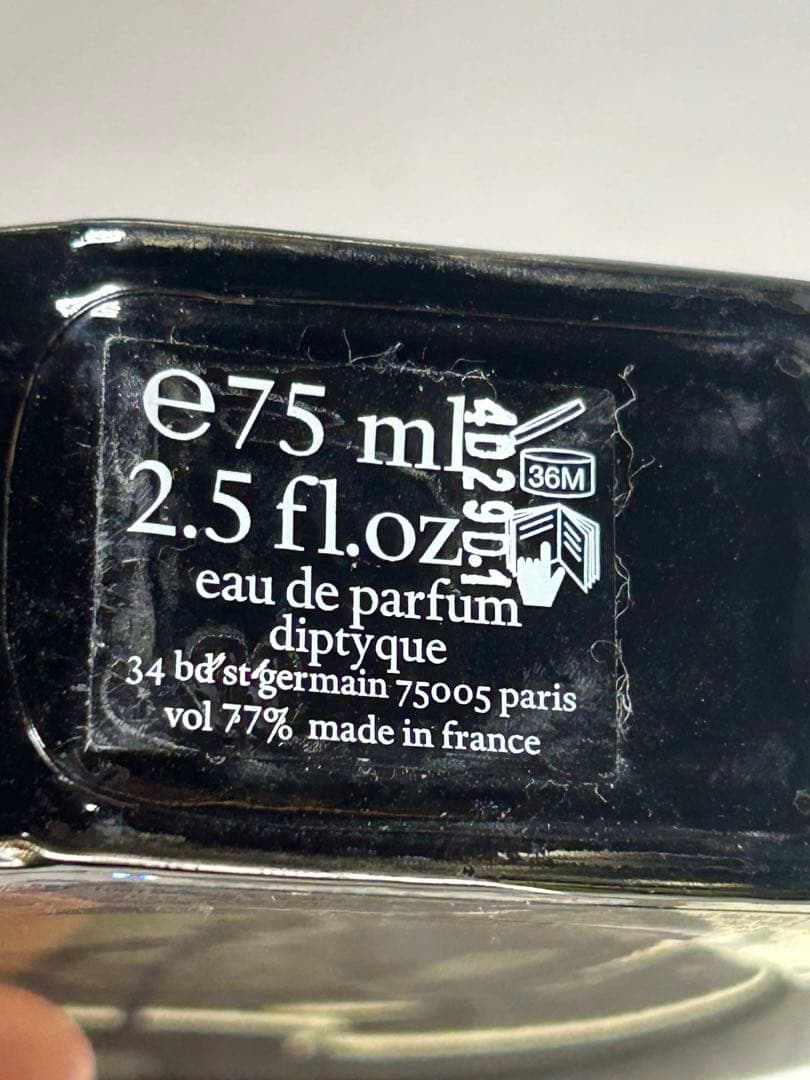 e75 ml
2.5 fl.oz
eau de parfum
diptyque
34 bd st germain 75005 paris
vol 77% made in france
36M